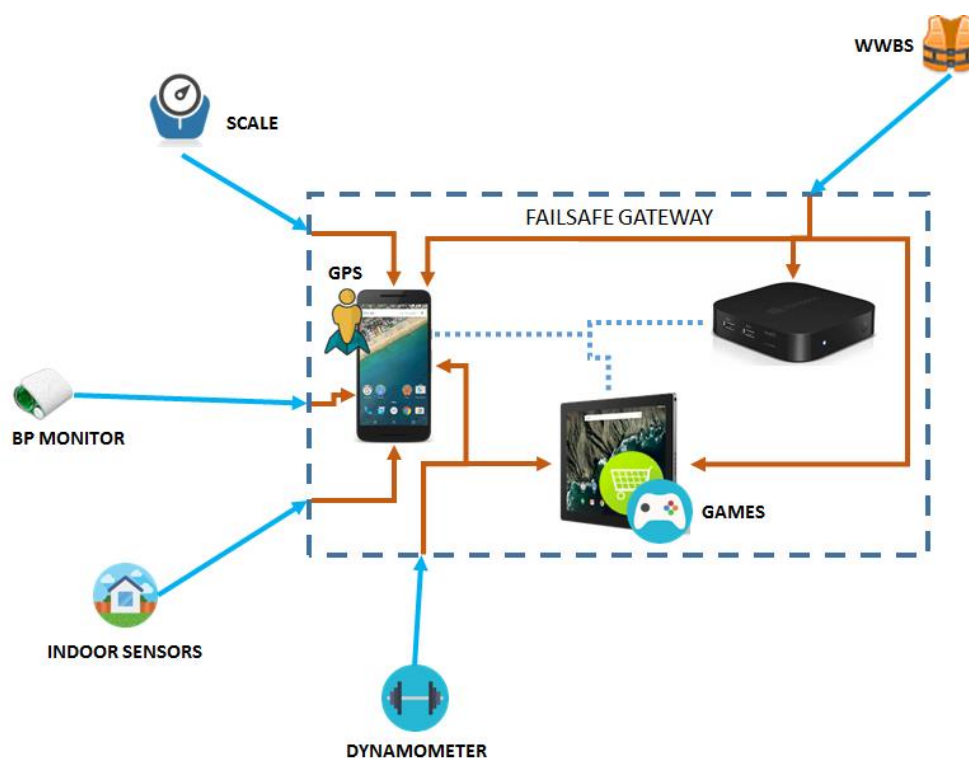 WWBS
SCALE
FAILSAFE GATEWAY
GPS
BP MONITOR
GAMES
INDOOR SENSORS
DYNAMOMETER